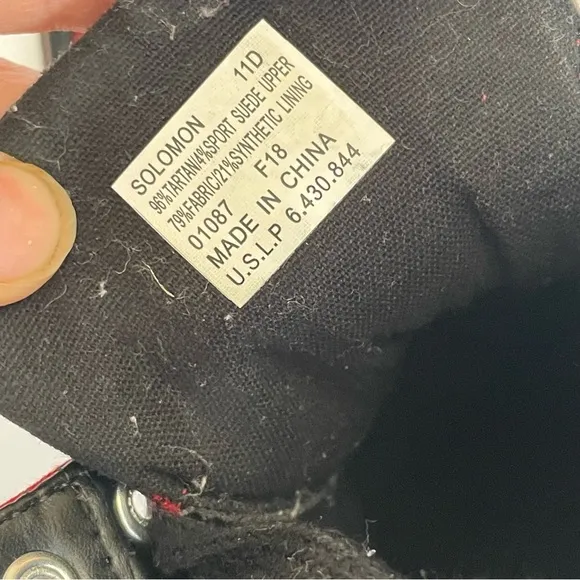 SOLOMON 11D
96%TARTAN/4%SPORT SUEDE UPPER
79%FABRIC/21%SYNTHETIC LINING
01087 F18
MADE IN CHINA
U.S.L.P 6.430.844